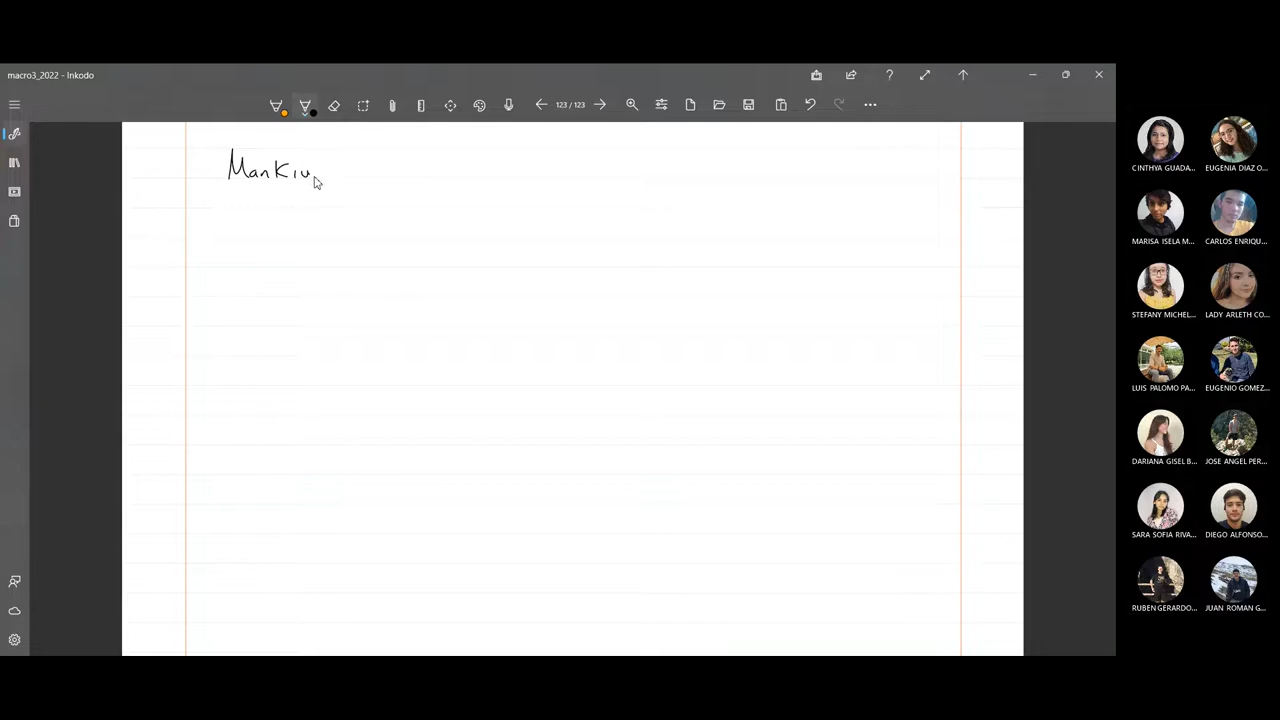 macro3_2022 - Inkodo
123 / 123
Mankiu
CINTHYA GUADA...
EUGENIA DIAZ O...
MARISA ISELA M...
CARLOS ENRIQU...
STEFANY MICHEL...
LADY ARLETH CO...
LUIS PALOMO PA...
EUGENIO GOMEZ...
DARIANA GISEL B...
JOSE ANGEL PER...
SARA SOFIA RIVA...
DIEGO ALFONSO...
RUBEN GERARDO...
JUAN ROMAN G...